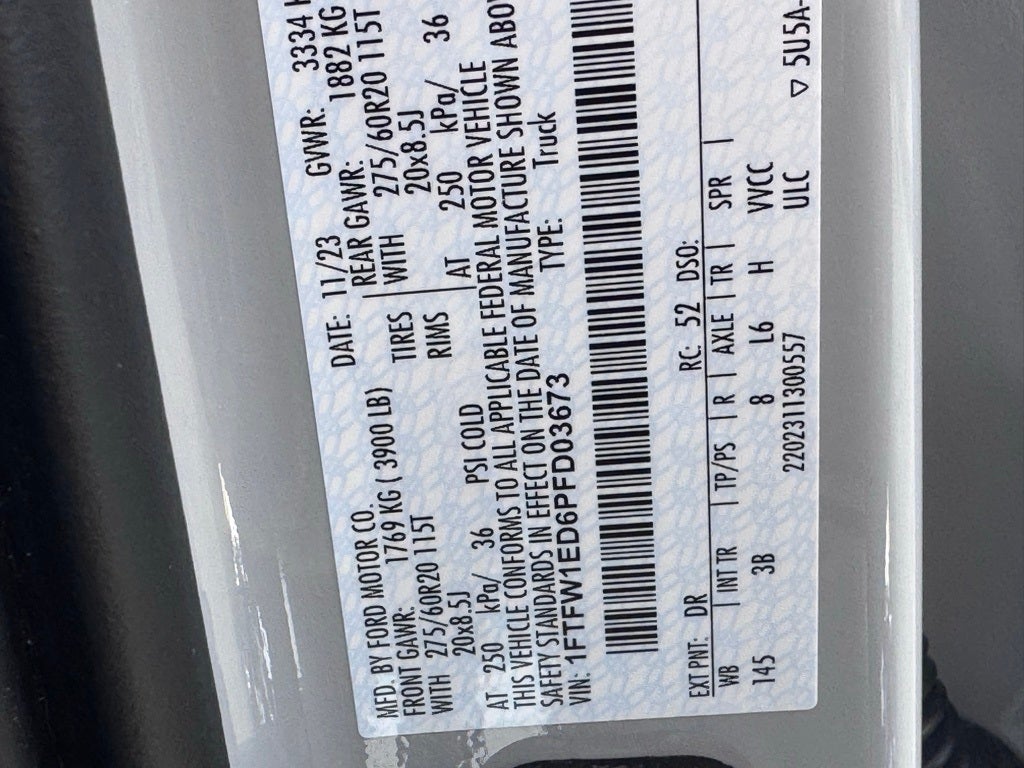 MFD. BY FORD MOTOR CO.
DATE: 11/23 GVWR: 3334
FRONT GAWR: 1769 KG ( 3900 LB) REAR GAWR: 1882 KG
WITH 275/60R20 115T TIRES WITH 275/60R20 115T
20x8.5J RIMS 20x8.5J
AT 250 kPa/ 36 PSI COLD AT 250 kPa/ 36
THIS VEHICLE CONFORMS TO ALL APPLICABLE FEDERAL MOTOR VEHICLE
SAFETY STANDARDS IN EFFECT ON THE DATE OF MANUFACTURE SHOWN
VIN: 1FTFW1ED6PFD03673 TYPE: Truck
EXT PNT: DR RC: 52 DSO:
WB | INT TR | TP/PS | R | AXLE | TR | SPR |
145 3B 8 L6 H VVCC
2202311300557 ULC ▽ 5U5A-